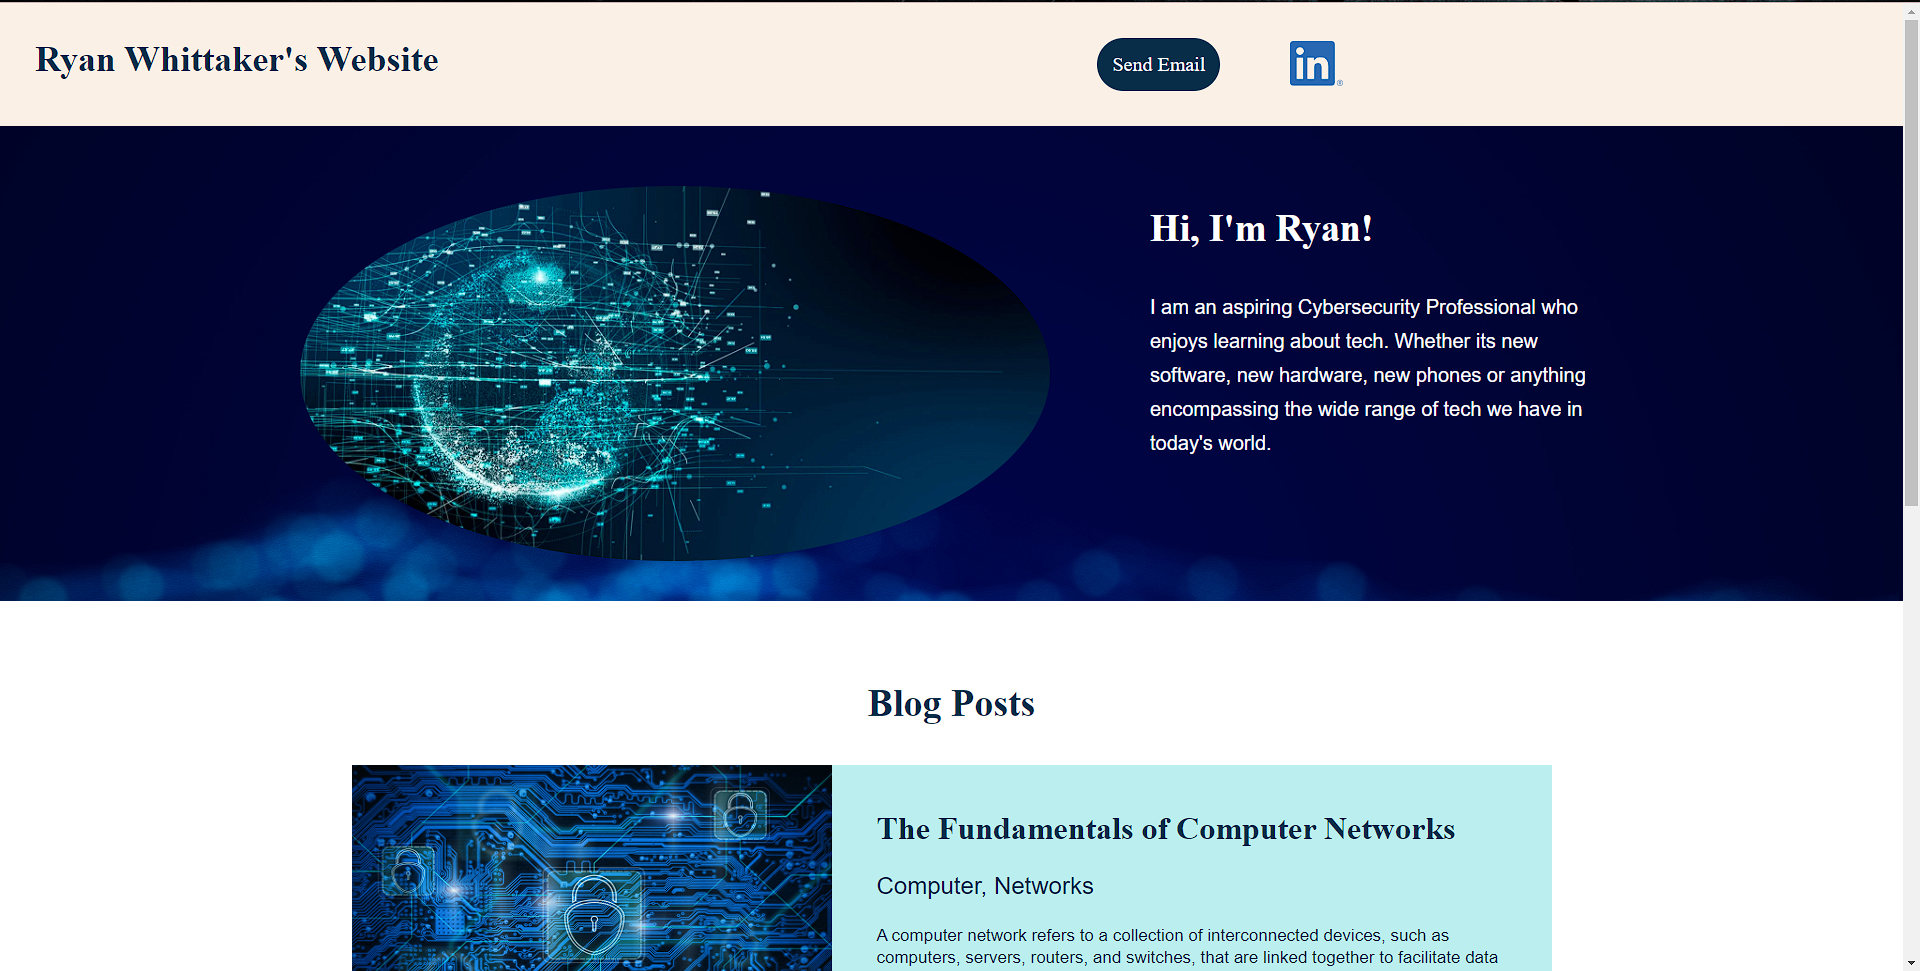 Ryan Whittaker's Website
Send Email
in
®
Hi, I'm Ryan!
I am an aspiring Cybersecurity Professional who
enjoys learning about tech. Whether its new
software, new hardware, new phones or anything
encompassing the wide range of tech we have in
today's world.
Blog Posts
The Fundamentals of Computer Networks
Computer, Networks
A computer network refers to a collection of interconnected devices, such as
computers, servers, routers, and switches, that are linked together to facilitate data